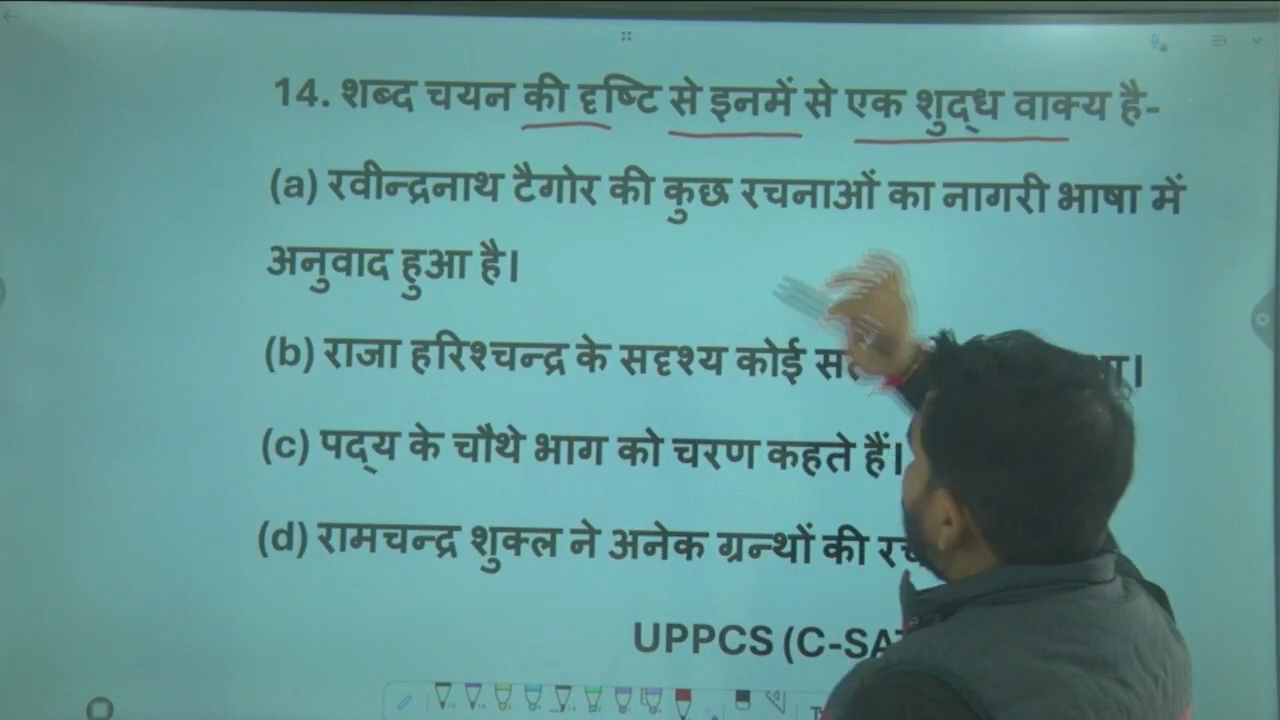 14. शब्द चयन की दृष्टि से इनमें से एक शुद्ध वाक्य है-
(a) रवीन्द्रनाथ टैगोर की कुछ रचनाओं का नागरी भाषा में
अनुवाद हुआ है।
(b) राजा हरिश्चन्द्र के सदृश्य कोई
(c) पद्य के चौथे भाग को चरण कहते हैं।
(d) रामचन्द्र शुक्ल ने अनेक ग्रन्थों की
UPPCS